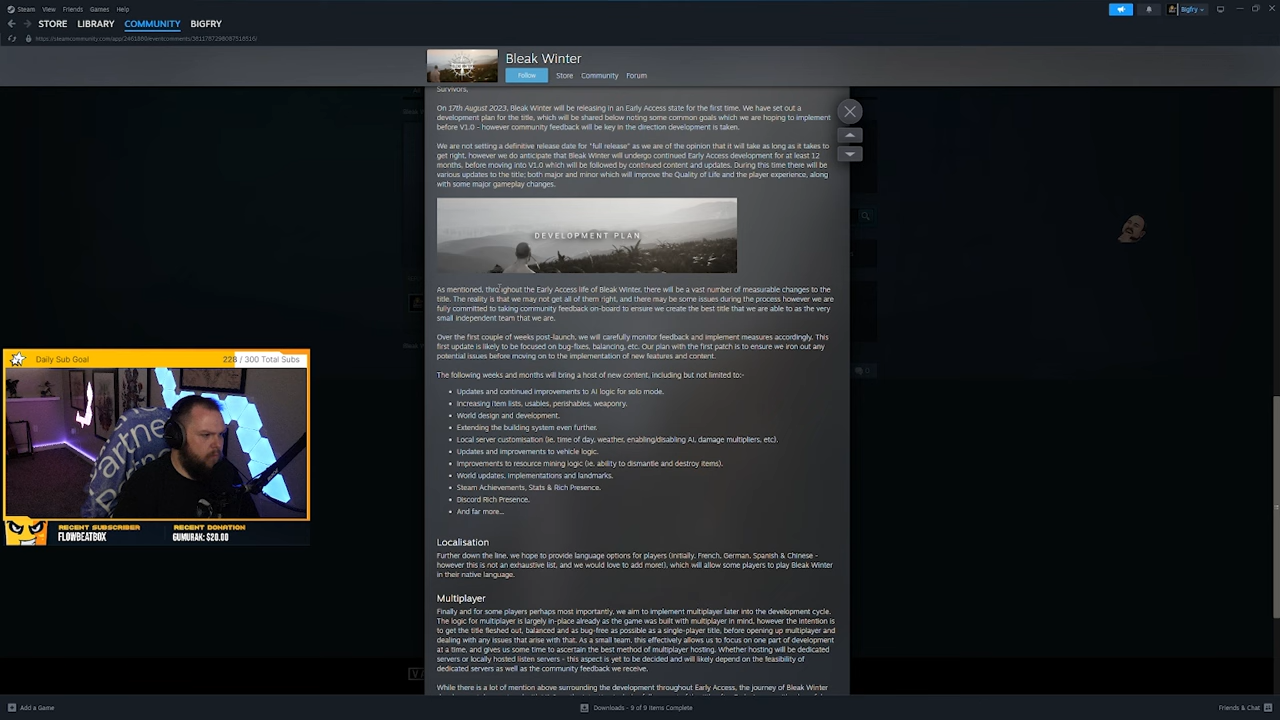 Steam View Friends Games Help
Bigfry
STORE LIBRARY COMMUNITY BIGFRY
Bleak Winter
Follow Store Community Forum
Survivors,
On 17th August 2023, Bleak Winter will be releasing in an Early Access state for the first time. We have set out a
development plan for the title, which will be shared below noting some common goals which we are hoping to implement
before V1.0 - however community feedback will be key in the direction development is taken.
We are not setting a definitive release date for "full release" as we are of the opinion that it will take as long as it takes to
get right, however we do anticipate that Bleak Winter will undergo continued Early Access development for at least 12
months, before moving into V1.0 which will be followed by continued content and updates. During this time there will be
various updates to the title; both major and minor which will improve the Quality of Life and the player experience, along
with some major gameplay changes.
DEVELOPMENT PLAN
As mentioned, throughout the Early Access life of Bleak Winter, there will be a vast number of measurable changes to the
title. The reality is that we may not get all of them right, and there may be some issues during the process however we are
fully committed to taking community feedback on-board to ensure we create the best title that we are able to as the very
small independent team that we are.
Over the first couple of weeks post-launch, we will carefully monitor feedback and implement measures accordingly. This
first update is likely to be focused on bug-fixes, balancing, etc. Our plan with the first patch is to ensure we iron out any
potential issues before moving on to the implementation of new features and content.
The following weeks and months will bring a host of new content, including but not limited to:-
• Updates and continued improvements to AI logic for solo mode.
• Increasing item lists, usables, perishables, weaponry.
• World design and development.
• Extending the building system even further.
• Local server customisation (ie. time of day, weather, enabling/disabling AI, damage multipliers, etc).
• Updates and improvements to vehicle logic.
• Improvements to resource mining logic (ie. ability to dismantle and destroy items).
• World updates, implementations and landmarks.
• Steam Achievements, Stats & Rich Presence.
• Discord Rich Presence.
• And far more...
Localisation
Further down the line, we hope to provide language options for players (initially, French, German, Spanish & Chinese -
however this is not an exhaustive list, and we would love to add more!), which will allow some players to play Bleak Winter
in their native language.
Multiplayer
Finally and for some players perhaps most importantly, we aim to implement multiplayer later into the development cycle.
The logic for multiplayer is largely in-place already as the game was built with multiplayer in mind, however the intention is
to get the title fleshed out, balanced and as bug-free as possible as a single-player title, before opening up multiplayer and
dealing with any issues that arise with that. As a small team, this effectively allows us to focus on one part of development
at a time, and gives us some time to ascertain the best method of multiplayer hosting. Whether hosting will be dedicated
servers or locally hosted listen servers - this aspect is yet to be decided and will likely depend on the feasibility of
dedicated servers as well as the community feedback we receive.
While there is a lot of mention above surrounding the development throughout Early Access, the journey of Bleak Winter
Daily Sub Goal 228 / 300 Total Subs
Partner
RECENT SUBSCRIBER
FLOWBEATBOX
RECENT DONATION
GUMURAK: $20.00
Add a Game
Downloads - 9 of 9 Items Complete
Friends & Chat